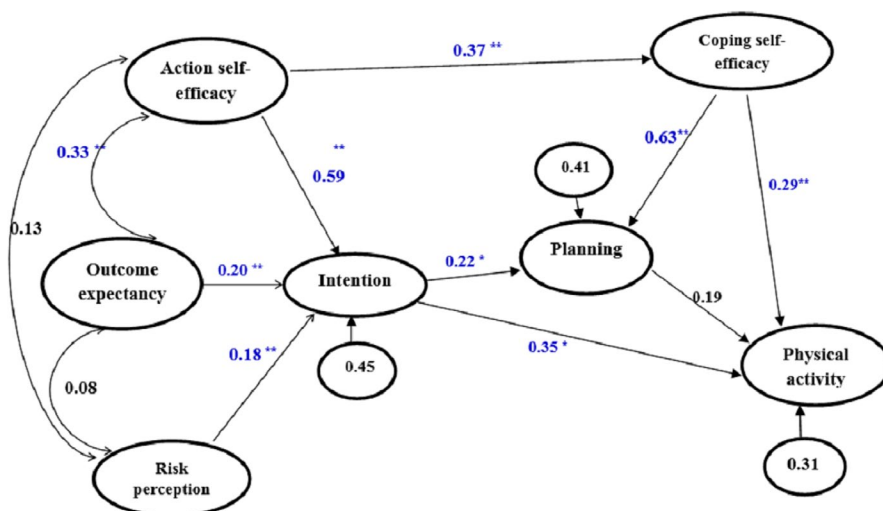 Action self-
efficacy
0.37 **
Coping self-
efficacy
0.33 **
**
0.59
0.63**
0.41
0.29**
0.13
Outcome
expectancy
0.20 **
Intention
0.22 *
Planning
0.19
0.18 **
0.45
0.35 *
Physical
activity
0.08
Risk
perception
0.31